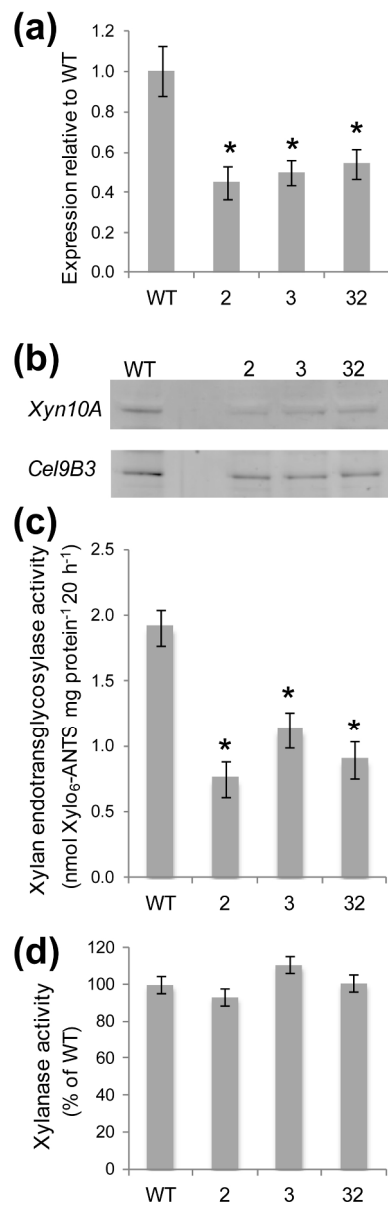 (a)
Expression relative to WT
1.2
1.0
0.8
0.6
0.4
0.2
0.0
* * *
WT 2 3 32
(b)
WT 2 3 32
Xyn10A
Cel9B3
(c)
Xylan endotransglycosylase activity
(nmol Xylo₆-ANTS mg protein⁻¹ 20 h⁻¹)
2.5
2.0
1.5
1.0
0.5
0.0
* * *
WT 2 3 32
(d)
Xylanase activity
(% of WT)
120
100
80
60
40
20
0
WT 2 3 32